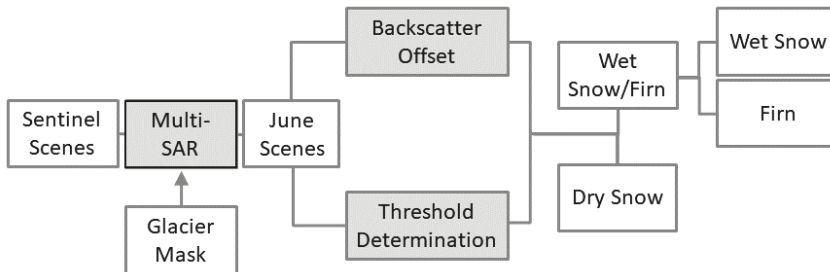 Sentinel
Scenes
Multi-
SAR
Glacier
Mask
June
Scenes
Backscatter
Offset
Threshold
Determination
Wet
Snow/Firn
Dry Snow
Wet Snow
Firn